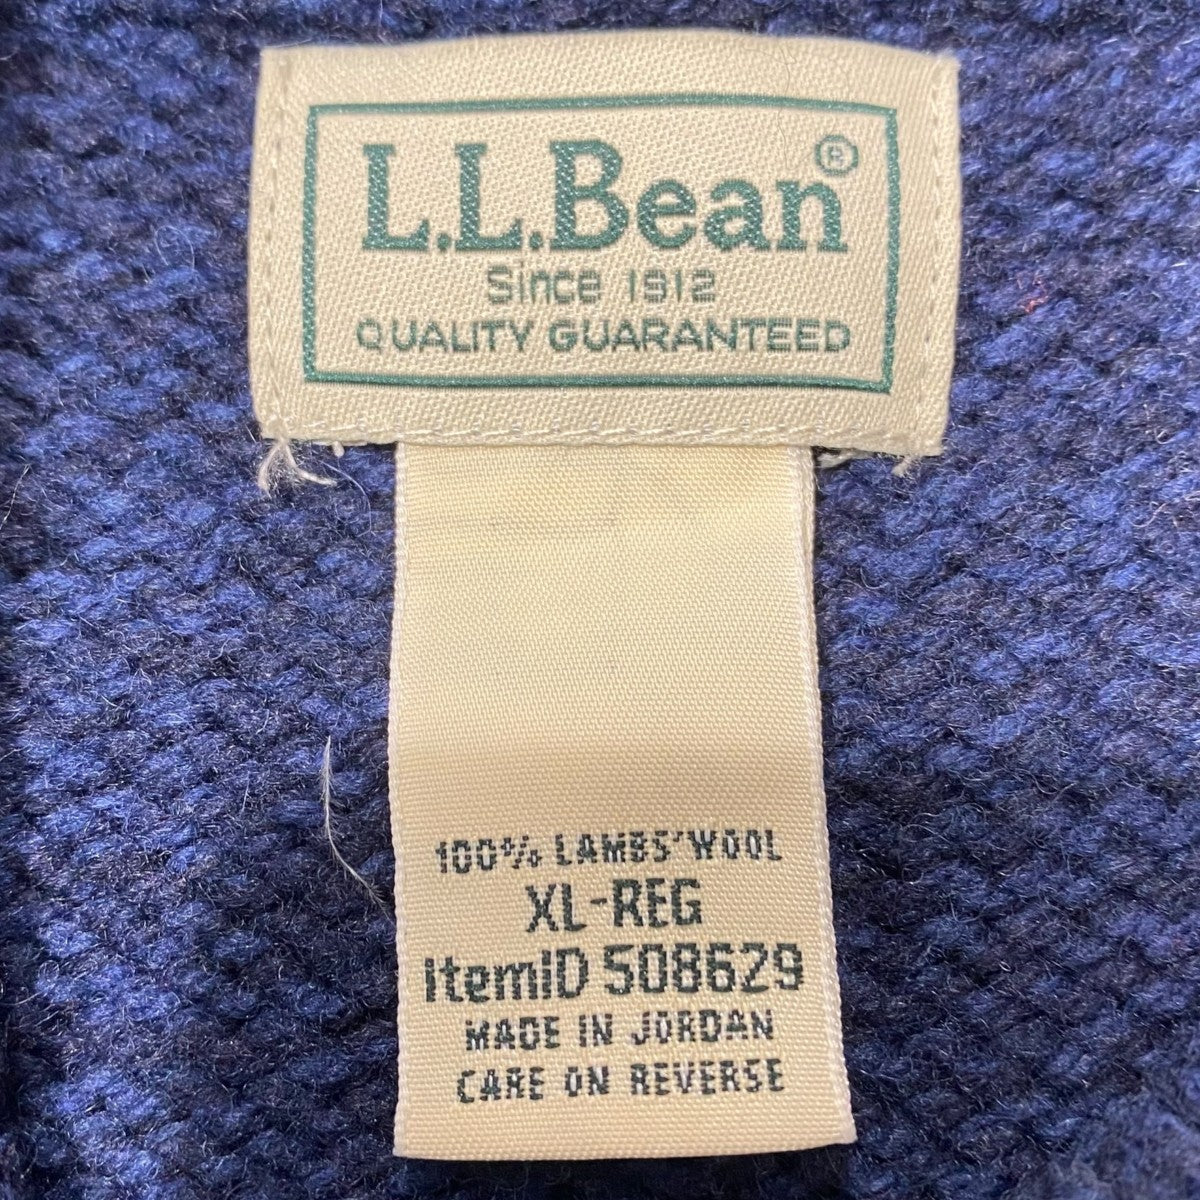 L.L.Bean®
Since 1912
QUALITY GUARANTEED
100% LAMBS' WOOL
XL-REG
ItemID 508629
MADE IN JORDAN
CARE ON REVERSE